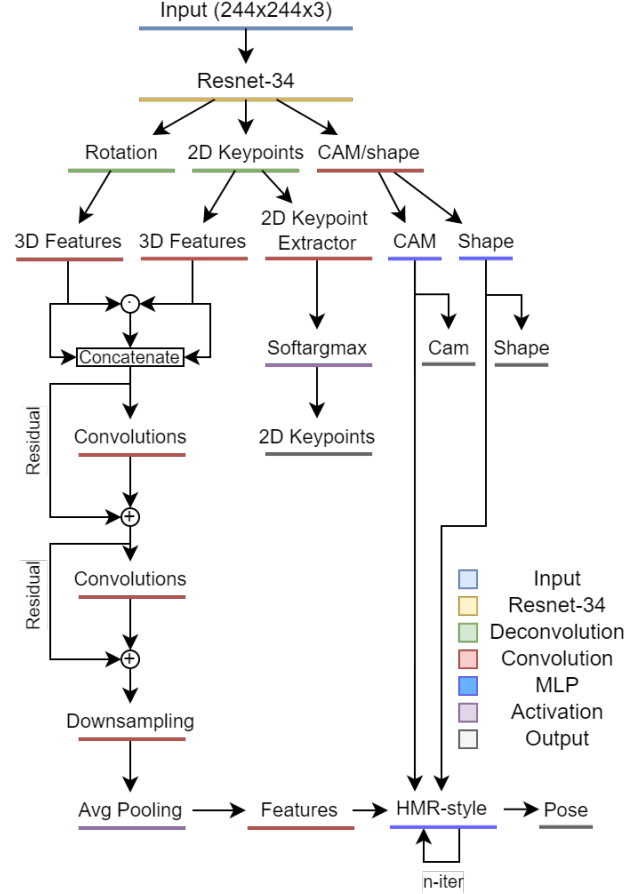 Input (244x244x3)
Resnet-34
Rotation
2D Keypoints
CAM/shape
3D Features
3D Features
2D Keypoint
Extractor
CAM
Shape
·
Concatenate
Softargmax
Cam
Shape
Residual
Convolutions
2D Keypoints
+
Residual
Convolutions
+
Downsampling
Input
Resnet-34
Deconvolution
Convolution
MLP
Activation
Output
Avg Pooling
Features
HMR-style
Pose
n-iter